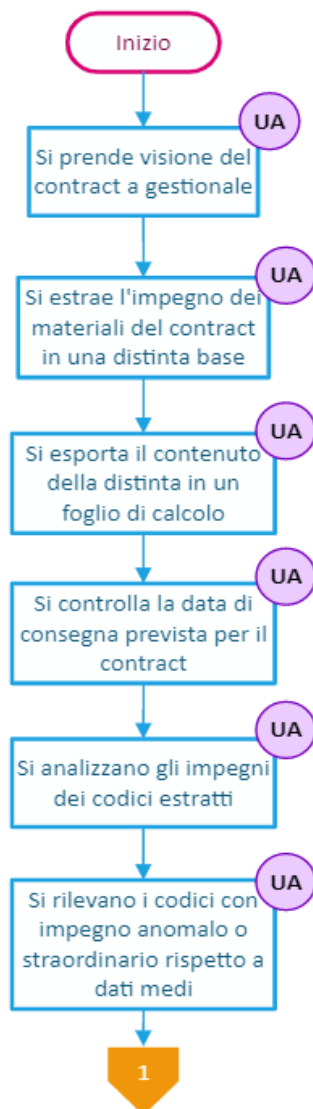 Inizio
UA
Si prende visione del
contract a gestionale
UA
Si estrae l'impegno dei
materiali del contract
in una distinta base
UA
Si esporta il contenuto
della distinta in un
foglio di calcolo
UA
Si controlla la data di
consegna prevista per il
contract
UA
Si analizzano gli impegni
dei codici estratti
UA
Si rilevano i codici con
impegno anomalo o
straordinario rispetto a
dati medi
1